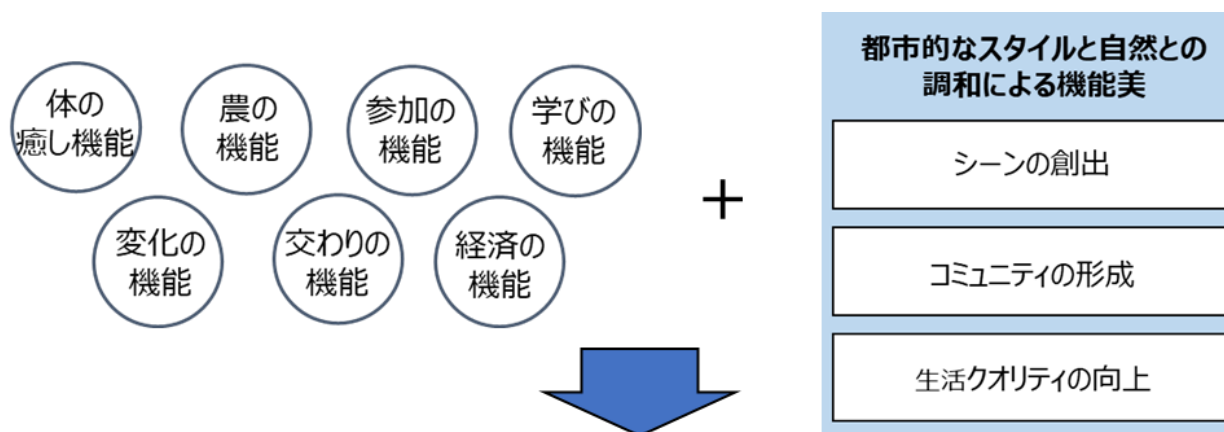 体の
癒し機能
農の
機能
参加の
機能
学びの
機能
変化の
機能
交わりの
機能
経済の
機能
＋
都市的なスタイルと自然との
調和による機能美
シーンの創出
コミュニティの形成
生活クオリティの向上